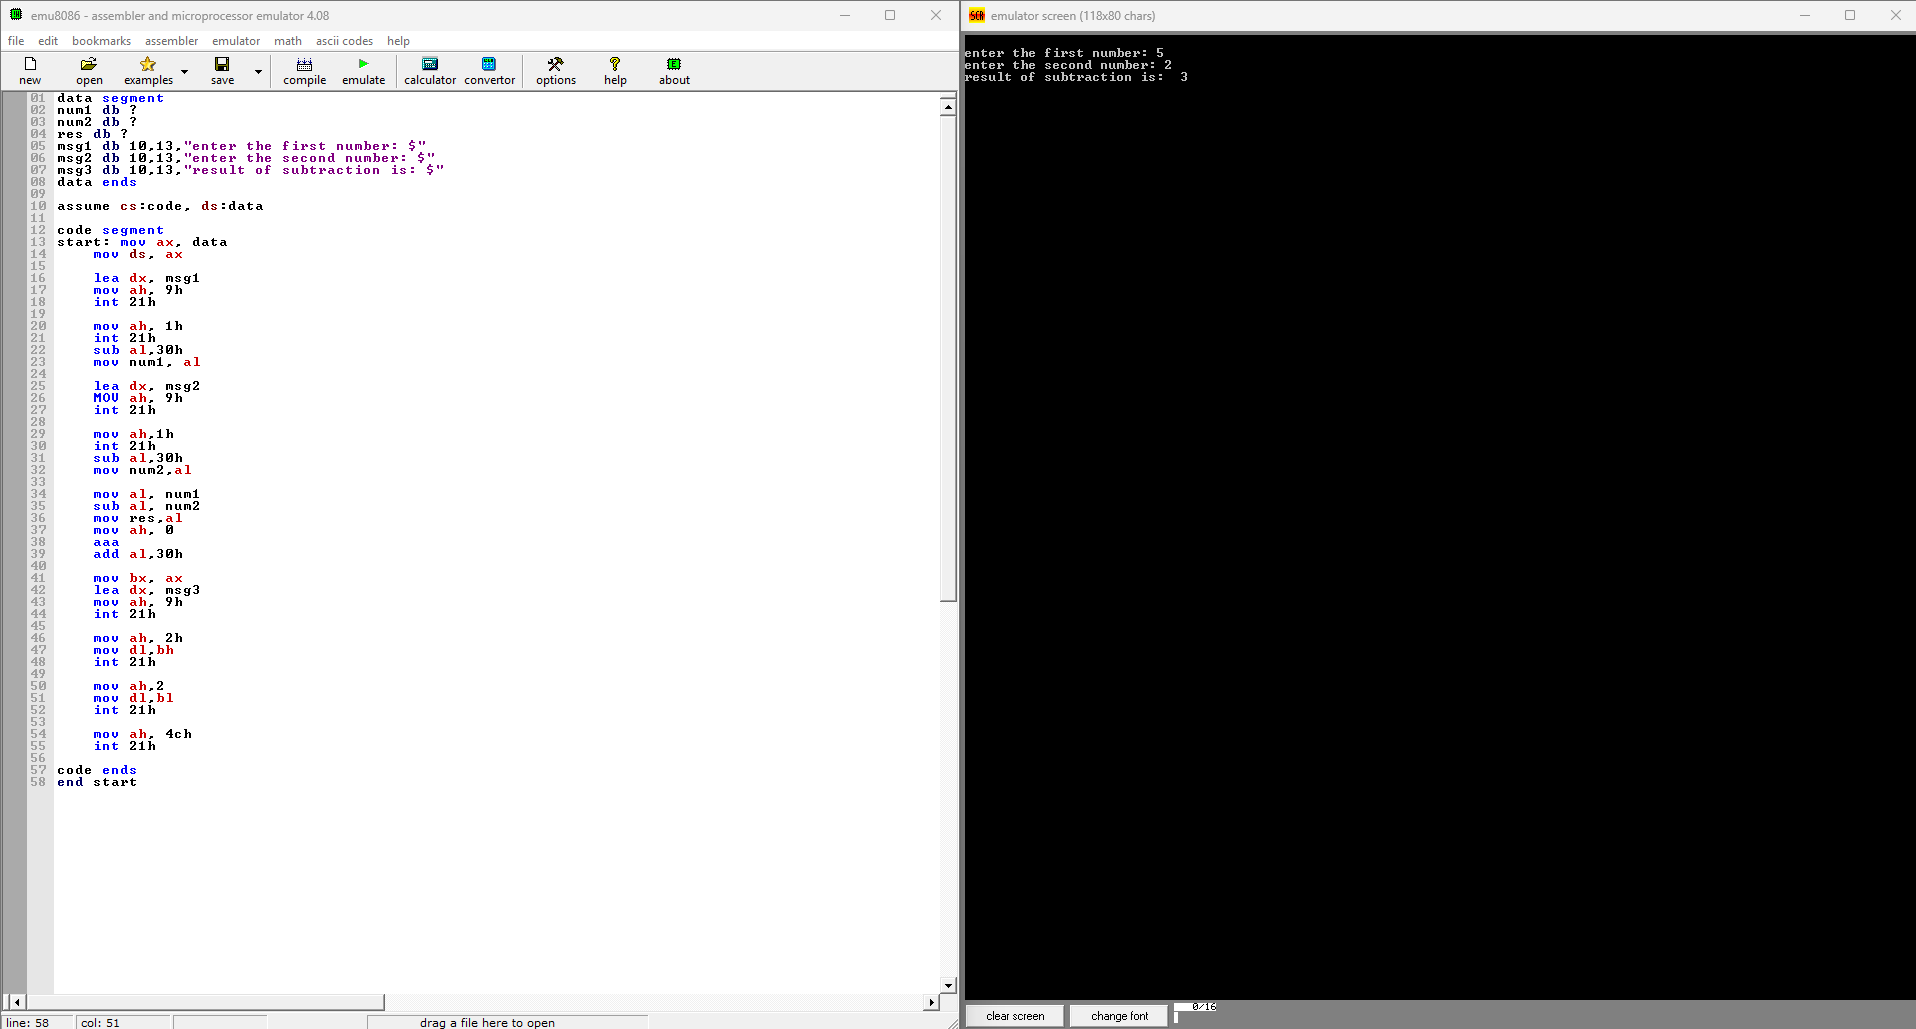 emu8086 - assembler and microprocessor emulator 4.08
file edit bookmarks assembler emulator math ascii codes help
new open examples save compile emulate calculator convertor options help about
01 data segment
02 num1 db ?
03 num2 db ?
04 res db ?
05 msg1 db 10,13,"enter the first number: $"
06 msg2 db 10,13,"enter the second number: $"
07 msg3 db 10,13,"result of subtraction is: $"
08 data ends
09
10 assume cs:code, ds:data
11
12 code segment
13 start: mov ax, data
14 mov ds, ax
15
16 lea dx, msg1
17 mov ah, 9h
18 int 21h
19
20 mov ah, 1h
21 int 21h
22 sub al,30h
23 mov num1, al
24
25 lea dx, msg2
26 MOV ah, 9h
27 int 21h
28
29 mov ah,1h
30 int 21h
31 sub al,30h
32 mov num2,al
33
34 mov al, num1
35 sub al, num2
36 mov res,al
37 mov ah, 0
38 aaa
39 add al,30h
40
41 mov bx, ax
42 lea dx, msg3
43 mov ah, 9h
44 int 21h
45
46 mov ah, 2h
47 mov dl,bh
48 int 21h
49
50 mov ah,2
51 mov dl,bl
52 int 21h
53
54 mov ah, 4ch
55 int 21h
56
57 code ends
58 end start
line: 58 col: 51 drag a file here to open
SCR emulator screen (118x80 chars)
enter the first number: 5
enter the second number: 2
result of subtraction is:  3
clear screen change font 0/16